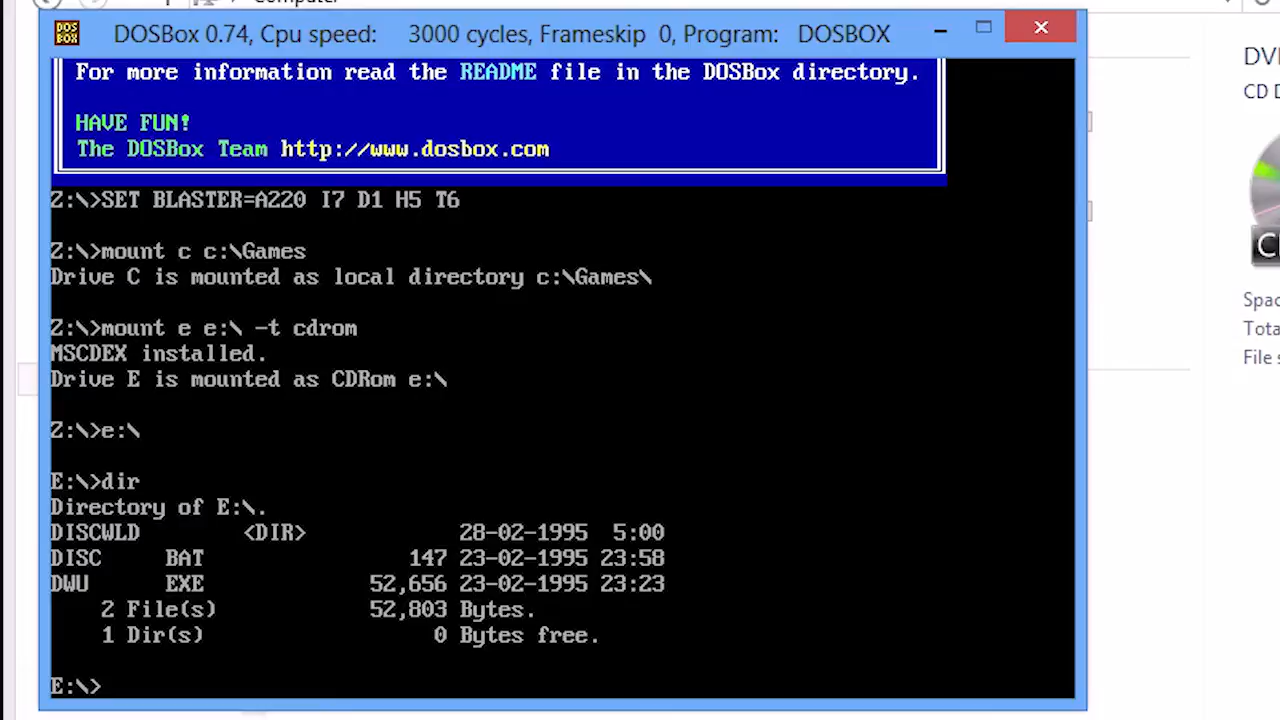 Computer
DOSBox 0.74, Cpu speed: 3000 cycles, Frameskip 0, Program: DOSBOX
For more information read the README file in the DOSBox directory.
HAVE FUN!
The DOSBox Team http://www.dosbox.com
Z:\>SET BLASTER=A220 I7 D1 H5 T6
Z:\>mount c c:\Games
Drive C is mounted as local directory c:\Games\
Z:\>mount e e:\ -t cdrom
MSCDEX installed.
Drive E is mounted as CDRom e:\
Z:\>e:\
E:\>dir
Directory of E:\.
DISCWLD <DIR> 28-02-1995 5:00
DISC BAT 147 23-02-1995 23:58
DWU EXE 52,656 23-02-1995 23:23
2 File(s) 52,803 Bytes.
1 Dir(s) 0 Bytes free.
E:\>
CD
File